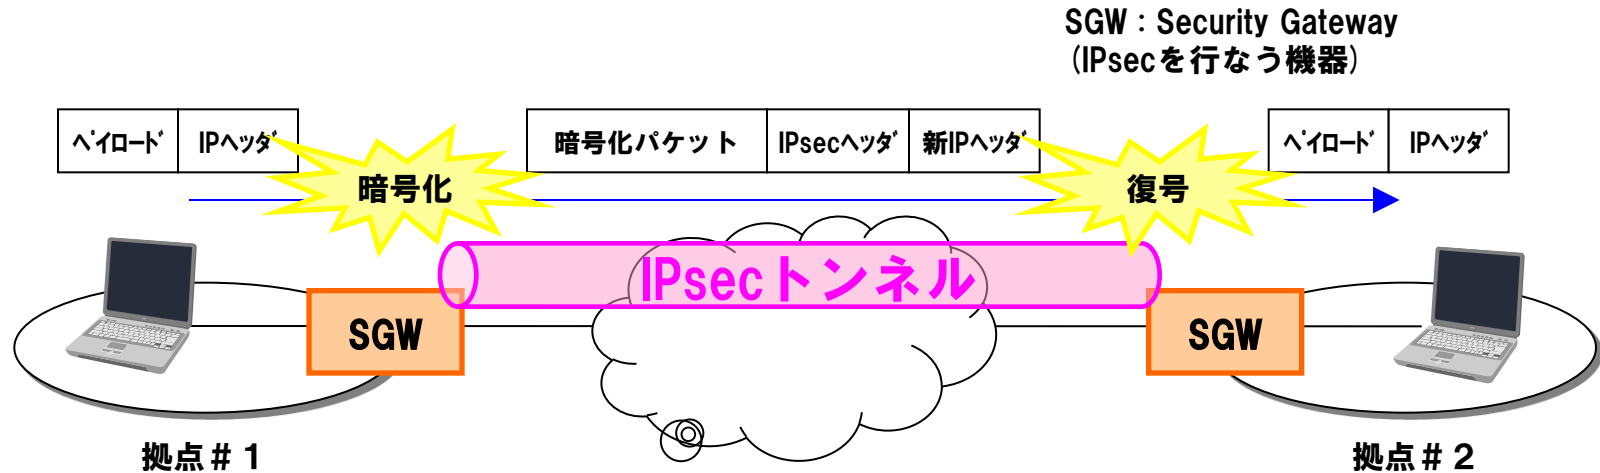 SGW：Security Gateway
(IPsecを行なう機器)
ﾍﾟｲﾛｰﾄﾞ IPﾍｯﾀﾞ 暗号化パケット IPsecﾍｯﾀﾞ 新IPﾍｯﾀﾞ ﾍﾟｲﾛｰﾄﾞ IPﾍｯﾀﾞ
暗号化 復号
IPsecトンネル
SGW SGW
拠点＃１ 拠点＃２